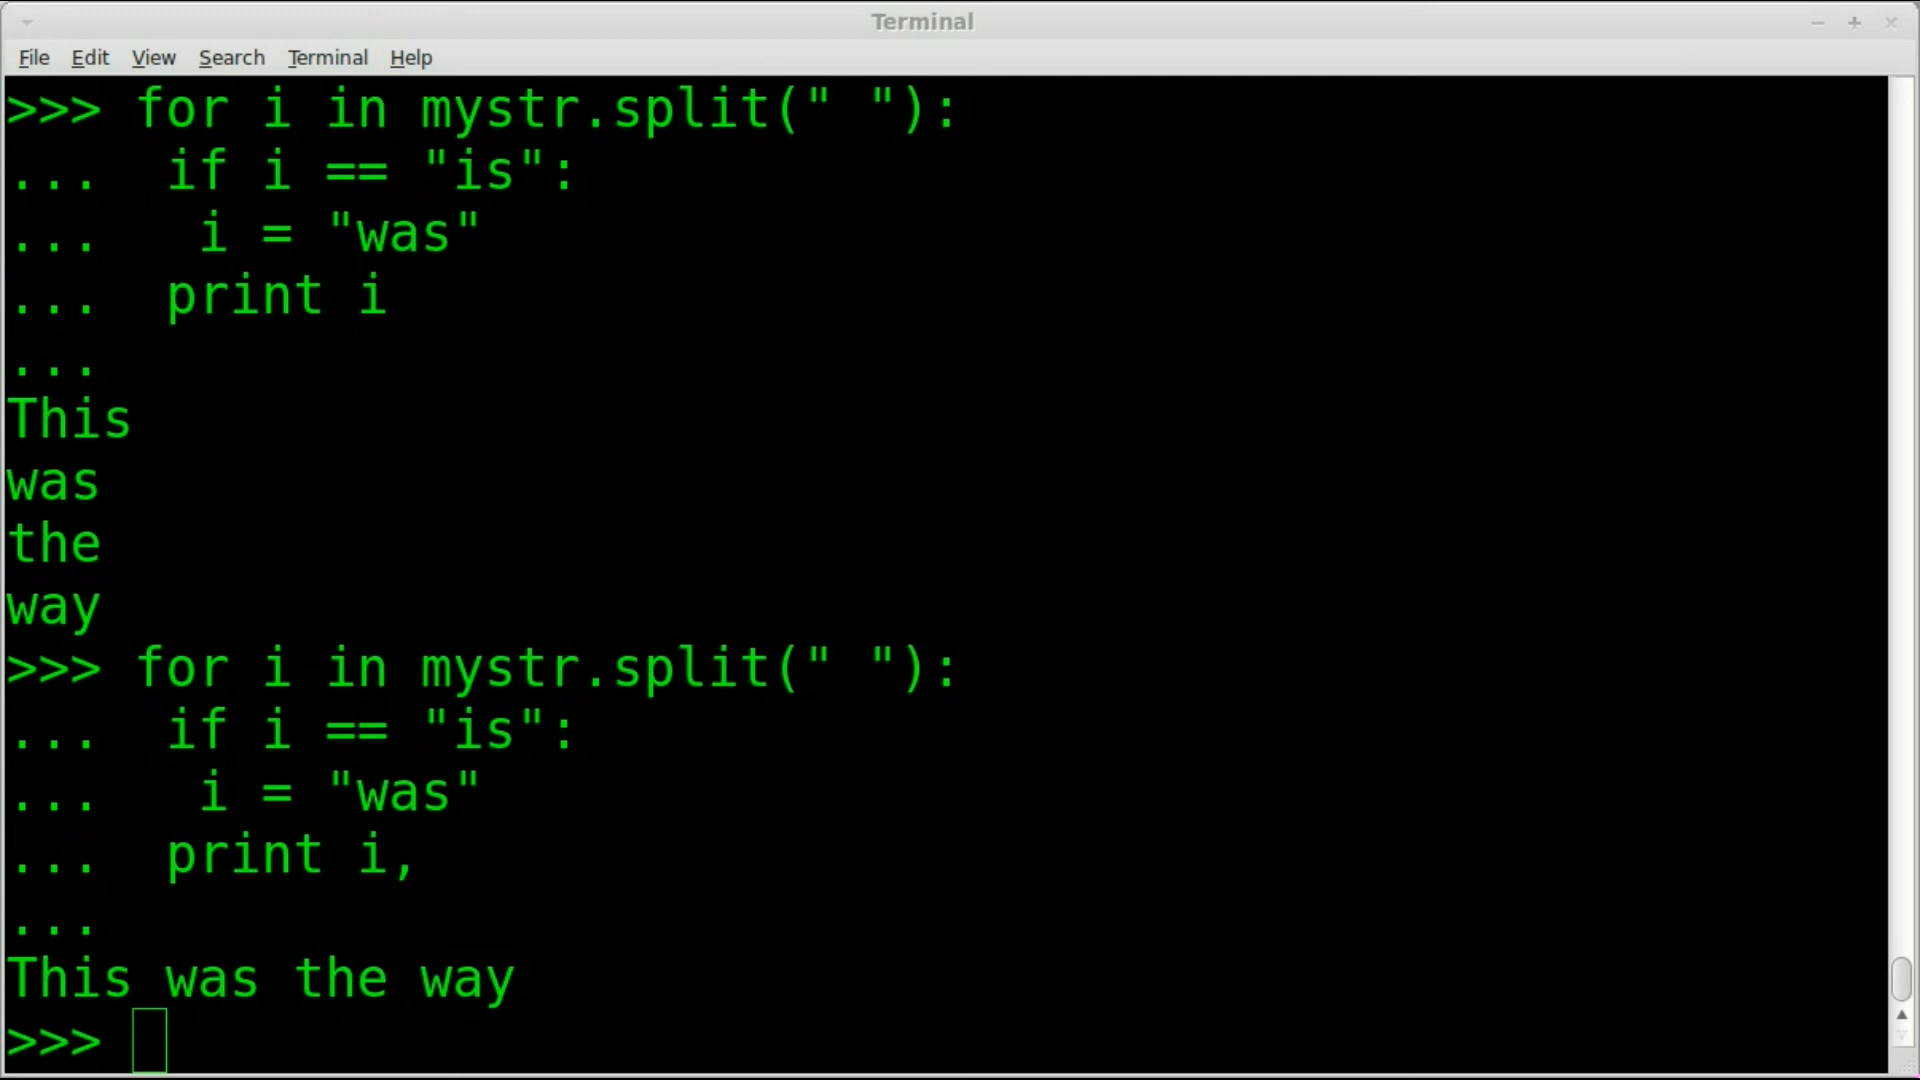 Terminal
File Edit View Search Terminal Help
>>> for i in mystr.split(" "):
...  if i == "is":
...   i = "was"
...  print i
...
This
was
the
way
>>> for i in mystr.split(" "):
...  if i == "is":
...   i = "was"
...  print i,
...
This was the way
>>>